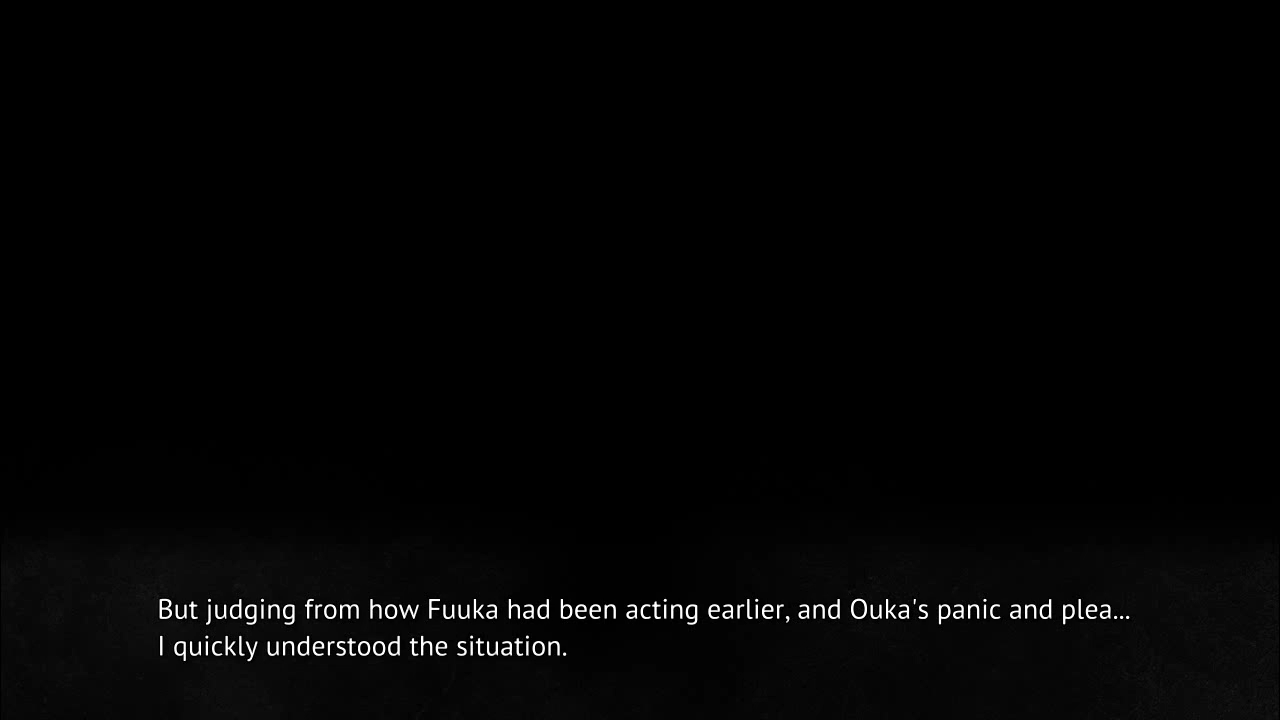 But judging from how Fuuka had been acting earlier, and Ouka's panic and plea...
I quickly understood the situation.